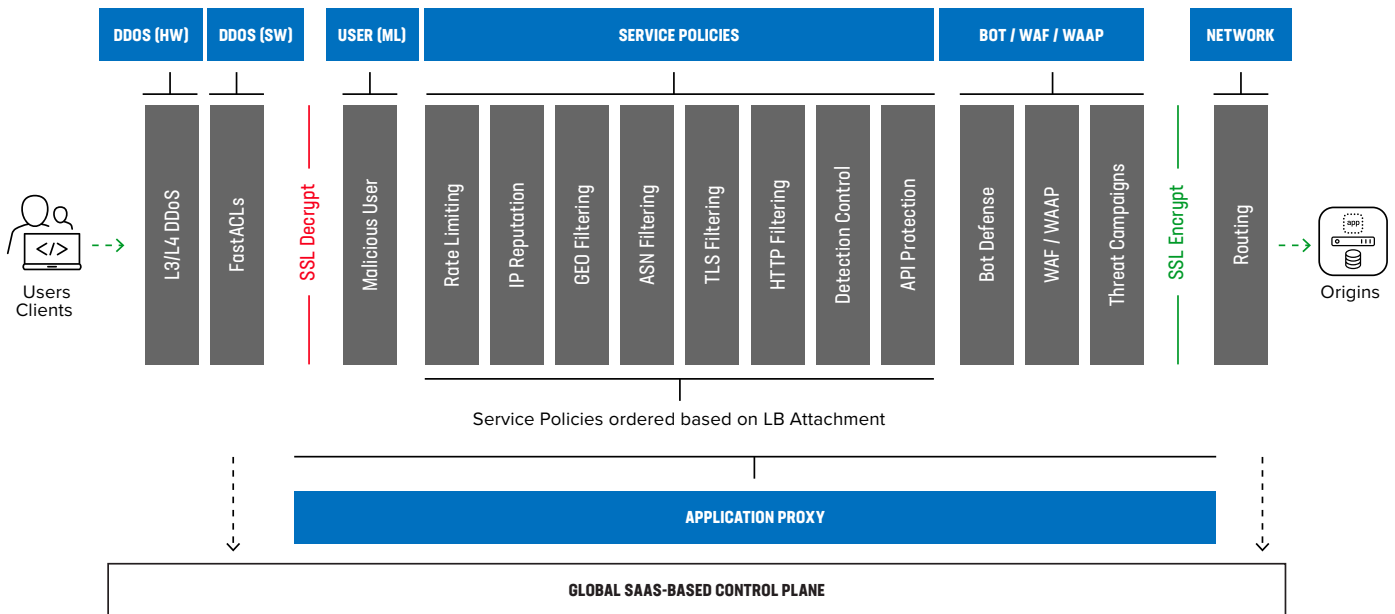 DDOS (HW)
DDOS (SW)
USER (ML)
SERVICE POLICIES
BOT / WAF / WAAP
NETWORK
L3/L4 DDoS
FastACLs
SSL Decrypt
Malicious User
Rate Limiting
IP Reputation
GEO Filtering
ASN Filtering
TLS Filtering
HTTP Filtering
Detection Control
API Protection
Bot Defense
WAF / WAAP
Threat Campaigns
SSL Encrypt
Routing
</>
Users
Clients
app
Origins
Service Policies ordered based on LB Attachment
APPLICATION PROXY
GLOBAL SAAS-BASED CONTROL PLANE